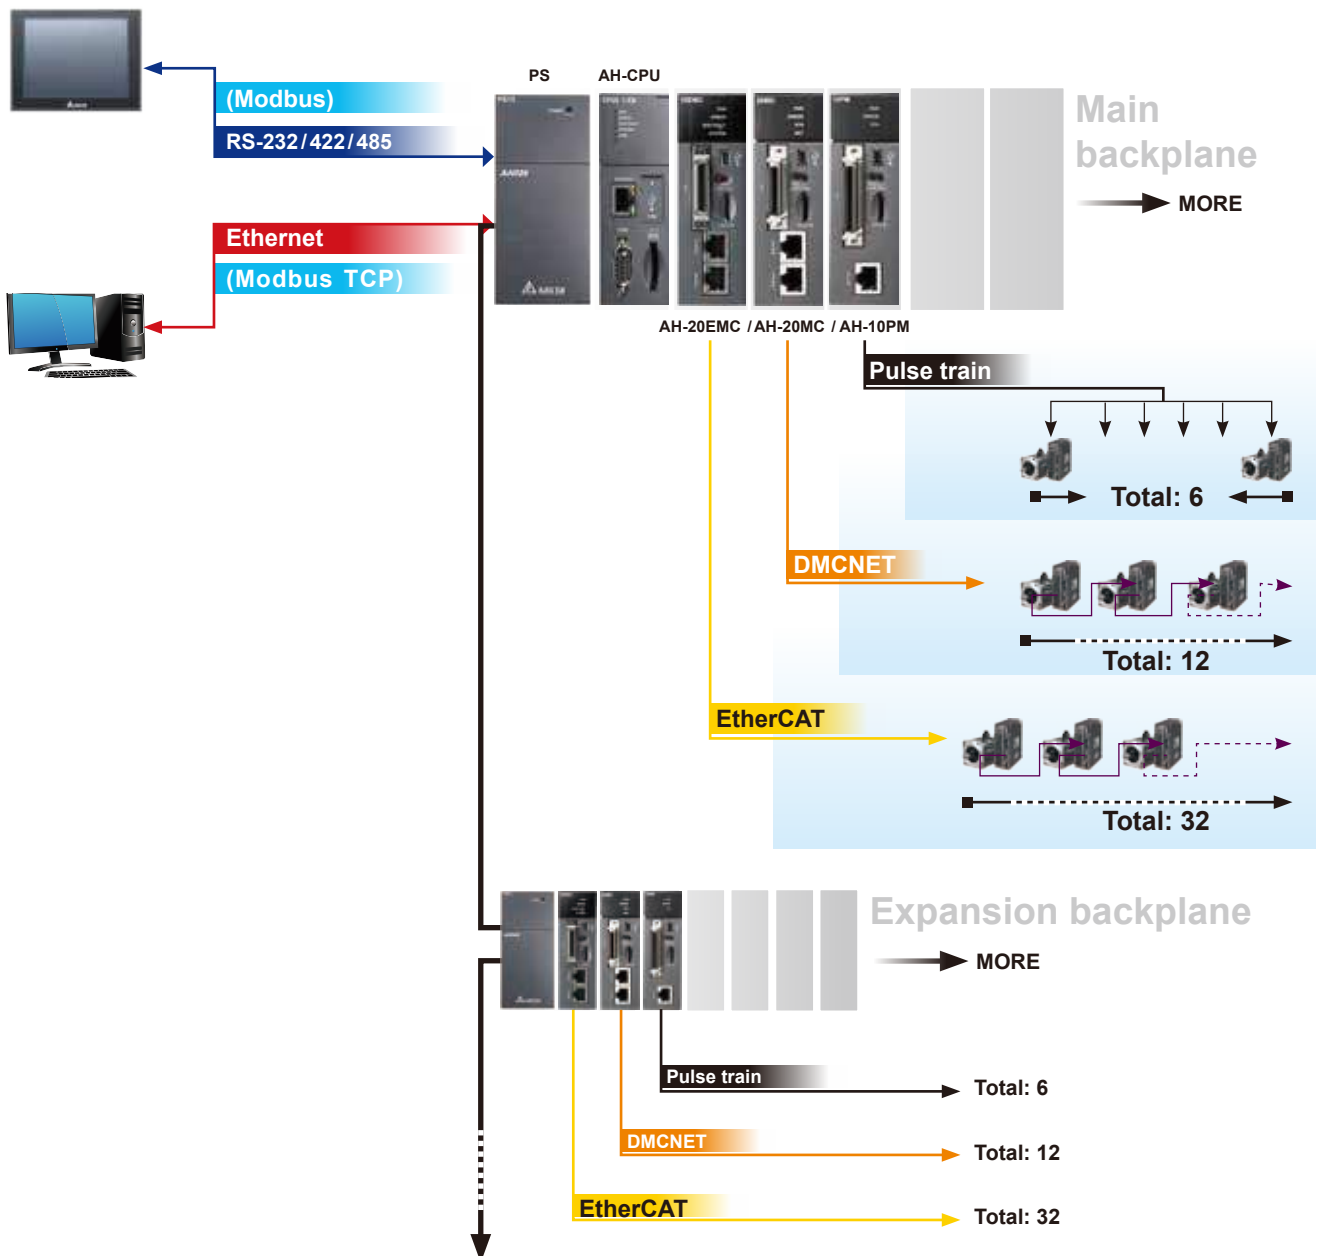 PS
AH-CPU
(Modbus)
RS-232/422/485
Main
backplane
MORE
Ethernet
(Modbus TCP)
AH-20EMC / AH-20MC / AH-10PM
Pulse train
Total: 6
DMCNET
Total: 12
EtherCAT
Total: 32
Expansion backplane
MORE
Pulse train
Total: 6
DMCNET
Total: 12
EtherCAT
Total: 32